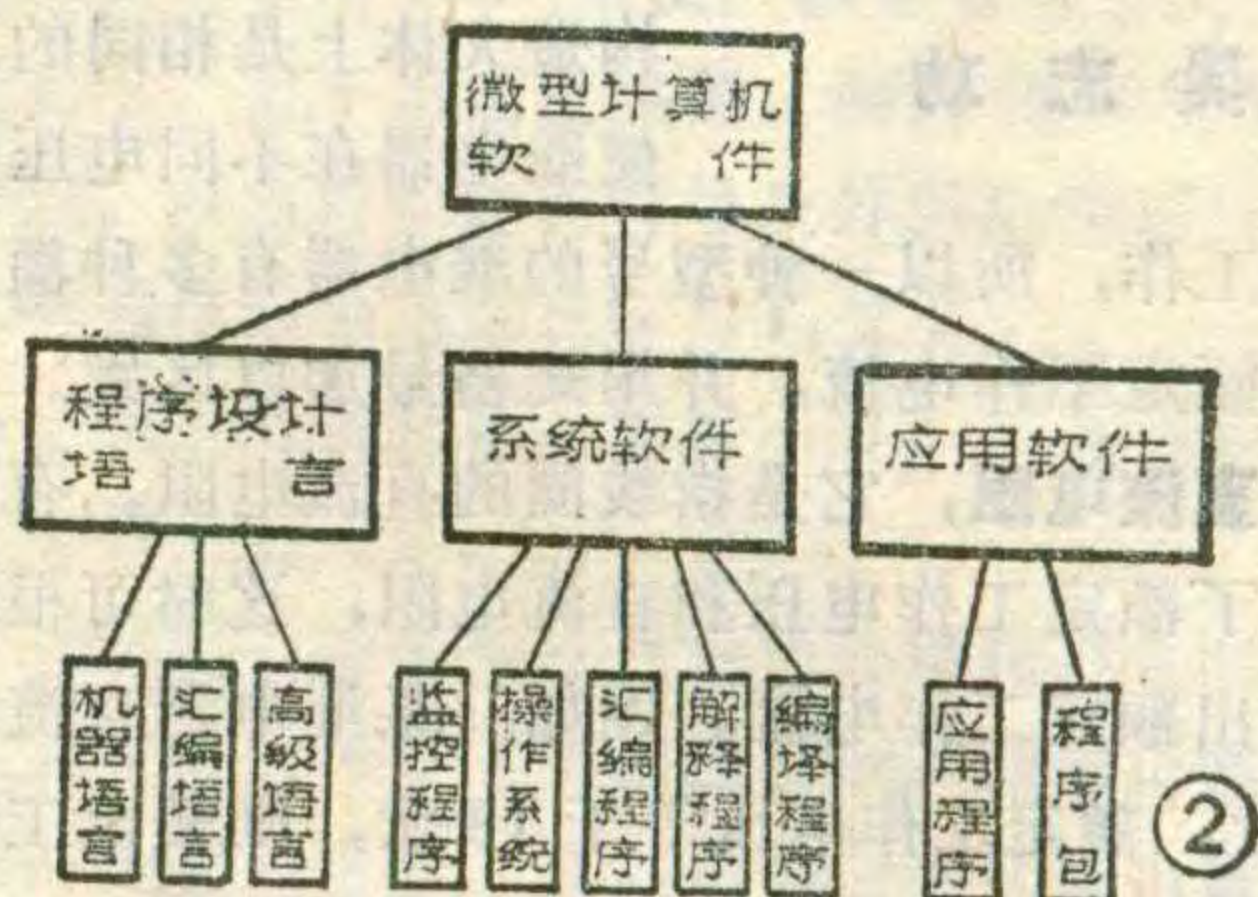 微型计算机
软件
程序设计
语言
系统软件
应用软件
机器语言
汇编语言
高级语言
监控程序
操作系统
汇编程序
解释程序
编译程序
应用程序
程序包
②